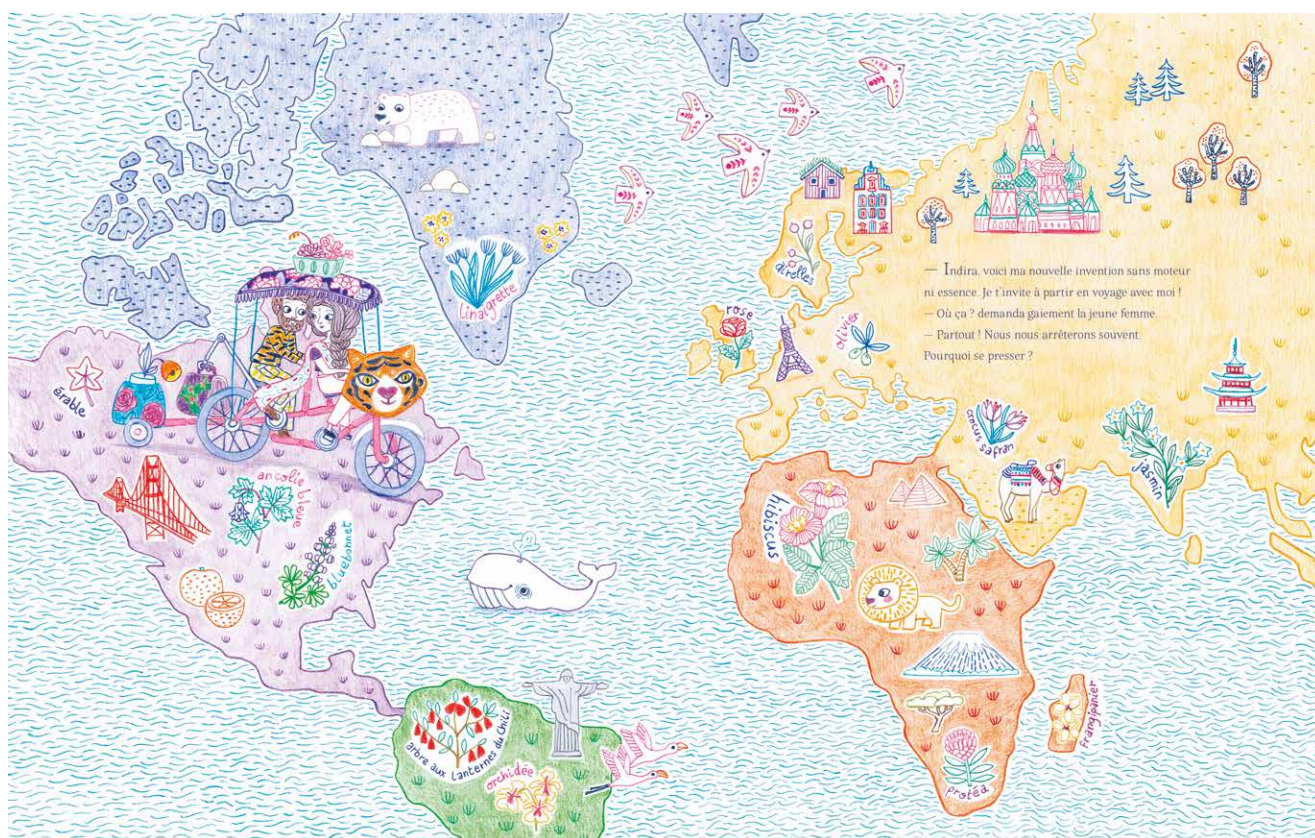 linaigrette
érable
ancolie bleue
bluebonnet
arbre aux lanternes du Chili
orchidée
airelles
rose
olivier
— Indira, voici ma nouvelle invention sans moteur
ni essence. Je t'invite à partir en voyage avec moi !
– Où ça ? demanda gaiement la jeune femme.
– Partout ! Nous nous arrêterons souvent.
Pourquoi se presser ?
crocus safran
jasmin
hibiscus
frangipanier
protéa